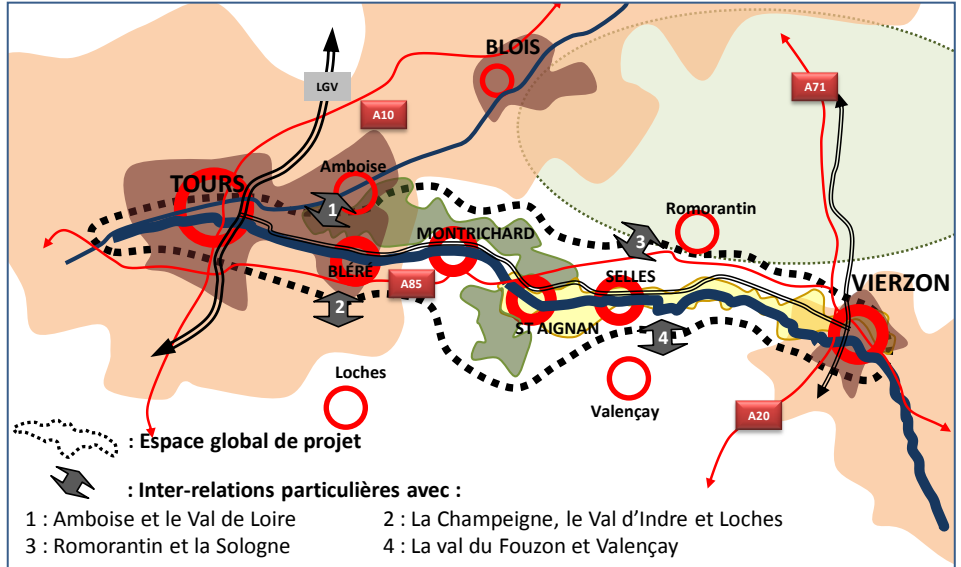 BLOIS
LGV
A71
A10
Amboise
TOURS
1
Romorantin
MONTRICHARD
3
BLÉRÉ
A85
SELLES
VIERZON
2
ST AIGNAN
4
Loches
Valençay
A20
: Espace global de projet
: Inter-relations particulières avec :
1 : Amboise et le Val de Loire
2 : La Champeigne, le Val d’Indre et Loches
3 : Romorantin et la Sologne
4 : La val du Fouzon et Valençay